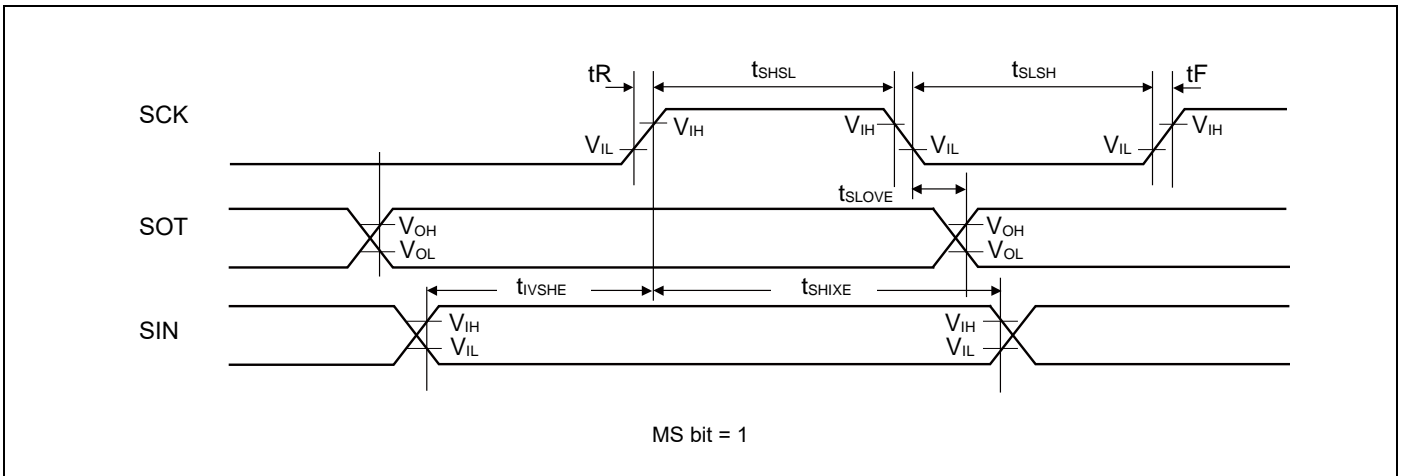 tR tSHSL tSLSH tF
SCK
VIH VIH VIH
VIL VIL VIL
tSLOVE
SOT
VOH VOH
VOL VOL
tIVSHE tSHIXE
SIN
VIH VIH
VIL VIL
MS bit = 1